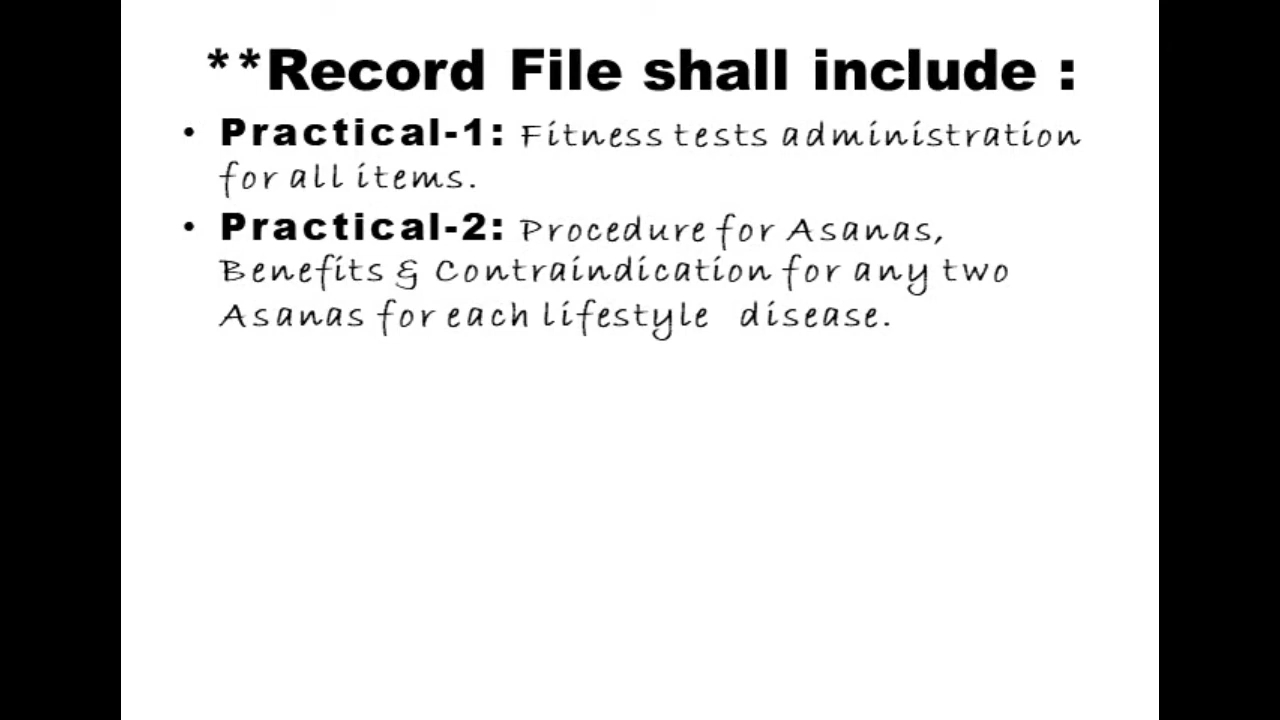 **Record File shall include :
• Practical-1: Fitness tests administration
for all items.
• Practical-2: Procedure for Asanas,
Benefits & Contraindication for any two
Asanas for each lifestyle disease.